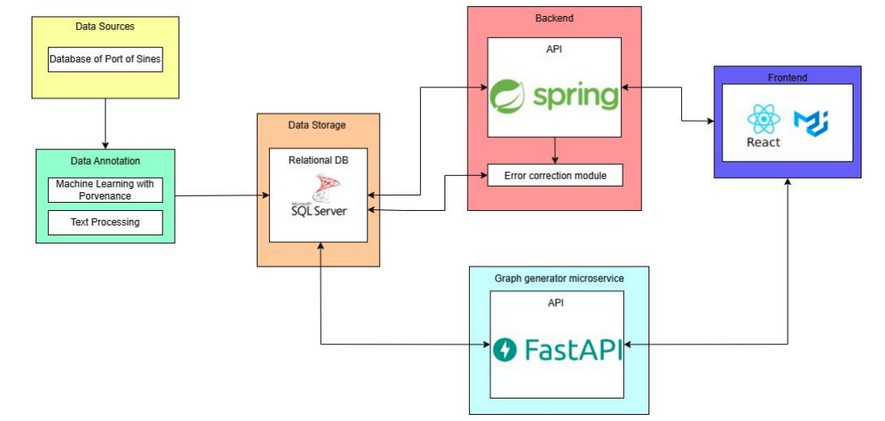 Data Sources
Database of Port of Sines
Data Annotation
Machine Learning with
Porvenance
Text Processing
Data Storage
Relational DB
Microsoft
SQL Server
Backend
API
spring
Error correction module
Frontend
React
Graph generator microservice
API
FastAPI